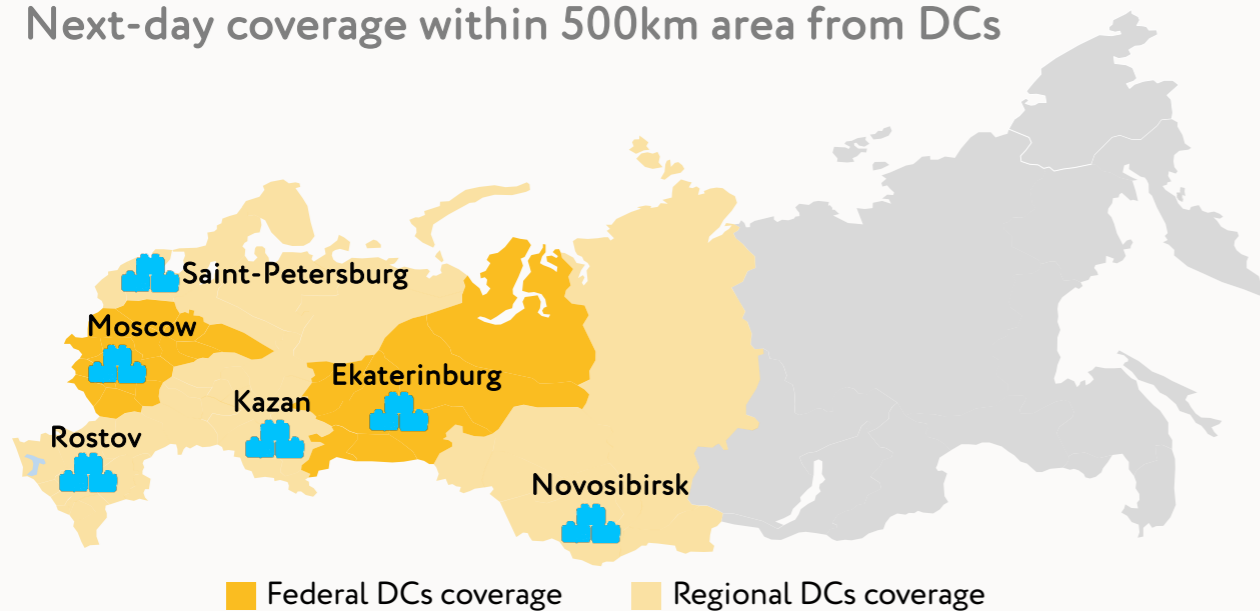 Next-day coverage within 500km area from DCs
Saint-Petersburg
Moscow
Ekaterinburg
Kazan
Rostov
Novosibirsk
Federal DCs coverage
Regional DCs coverage